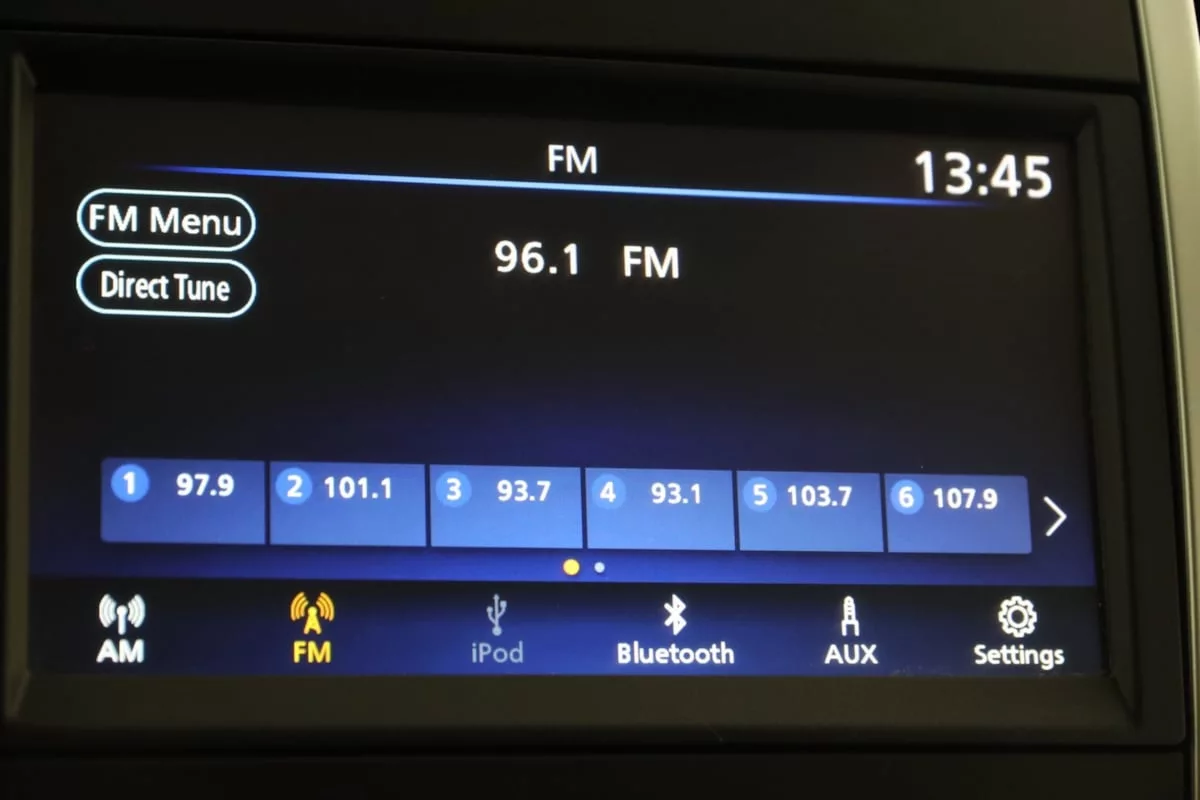 FM
13:45
FM Menu
96.1 FM
Direct Tune
1 97.9 2 101.1 3 93.7 4 93.1 5 103.7 6 107.9
AM FM iPod Bluetooth AUX Settings